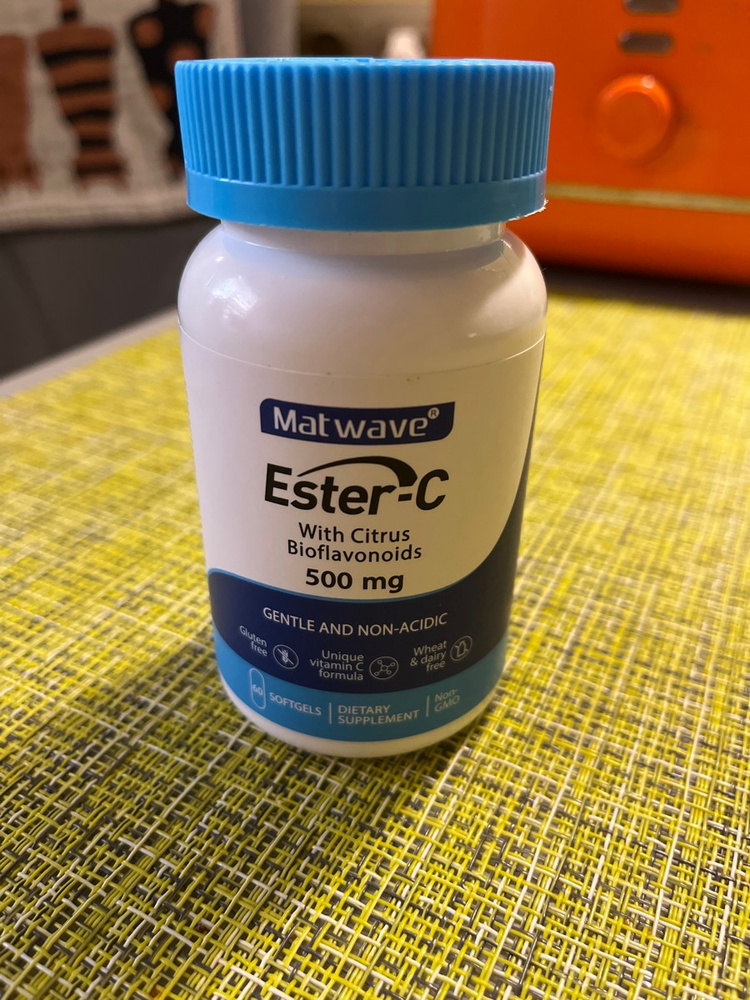 Matwave®
Ester-C
With Citrus
Bioflavonoids
500 mg
GENTLE AND NON-ACIDIC
Gluten
free
Unique
vitamin C
formula
Wheat
& dairy
free
60 SOFTGELS
DIETARY
SUPPLEMENT
Non-
GMO